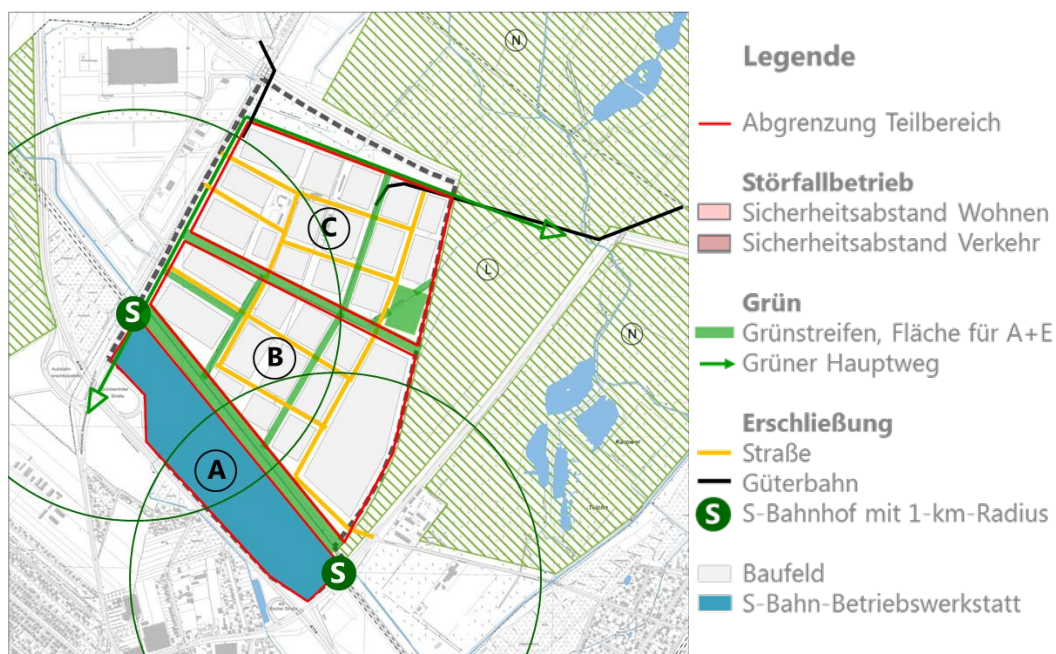 N
C
L
N
S
B
A
S
Legende
Abgrenzung Teilbereich
Störfallbetrieb
Sicherheitsabstand Wohnen
Sicherheitsabstand Verkehr
Grün
Grünstreifen, Fläche für A+E
Grüner Hauptweg
Erschließung
Straße
Güterbahn
S
S-Bahnhof mit 1-km-Radius
Baufeld
S-Bahn-Betriebswerkstatt